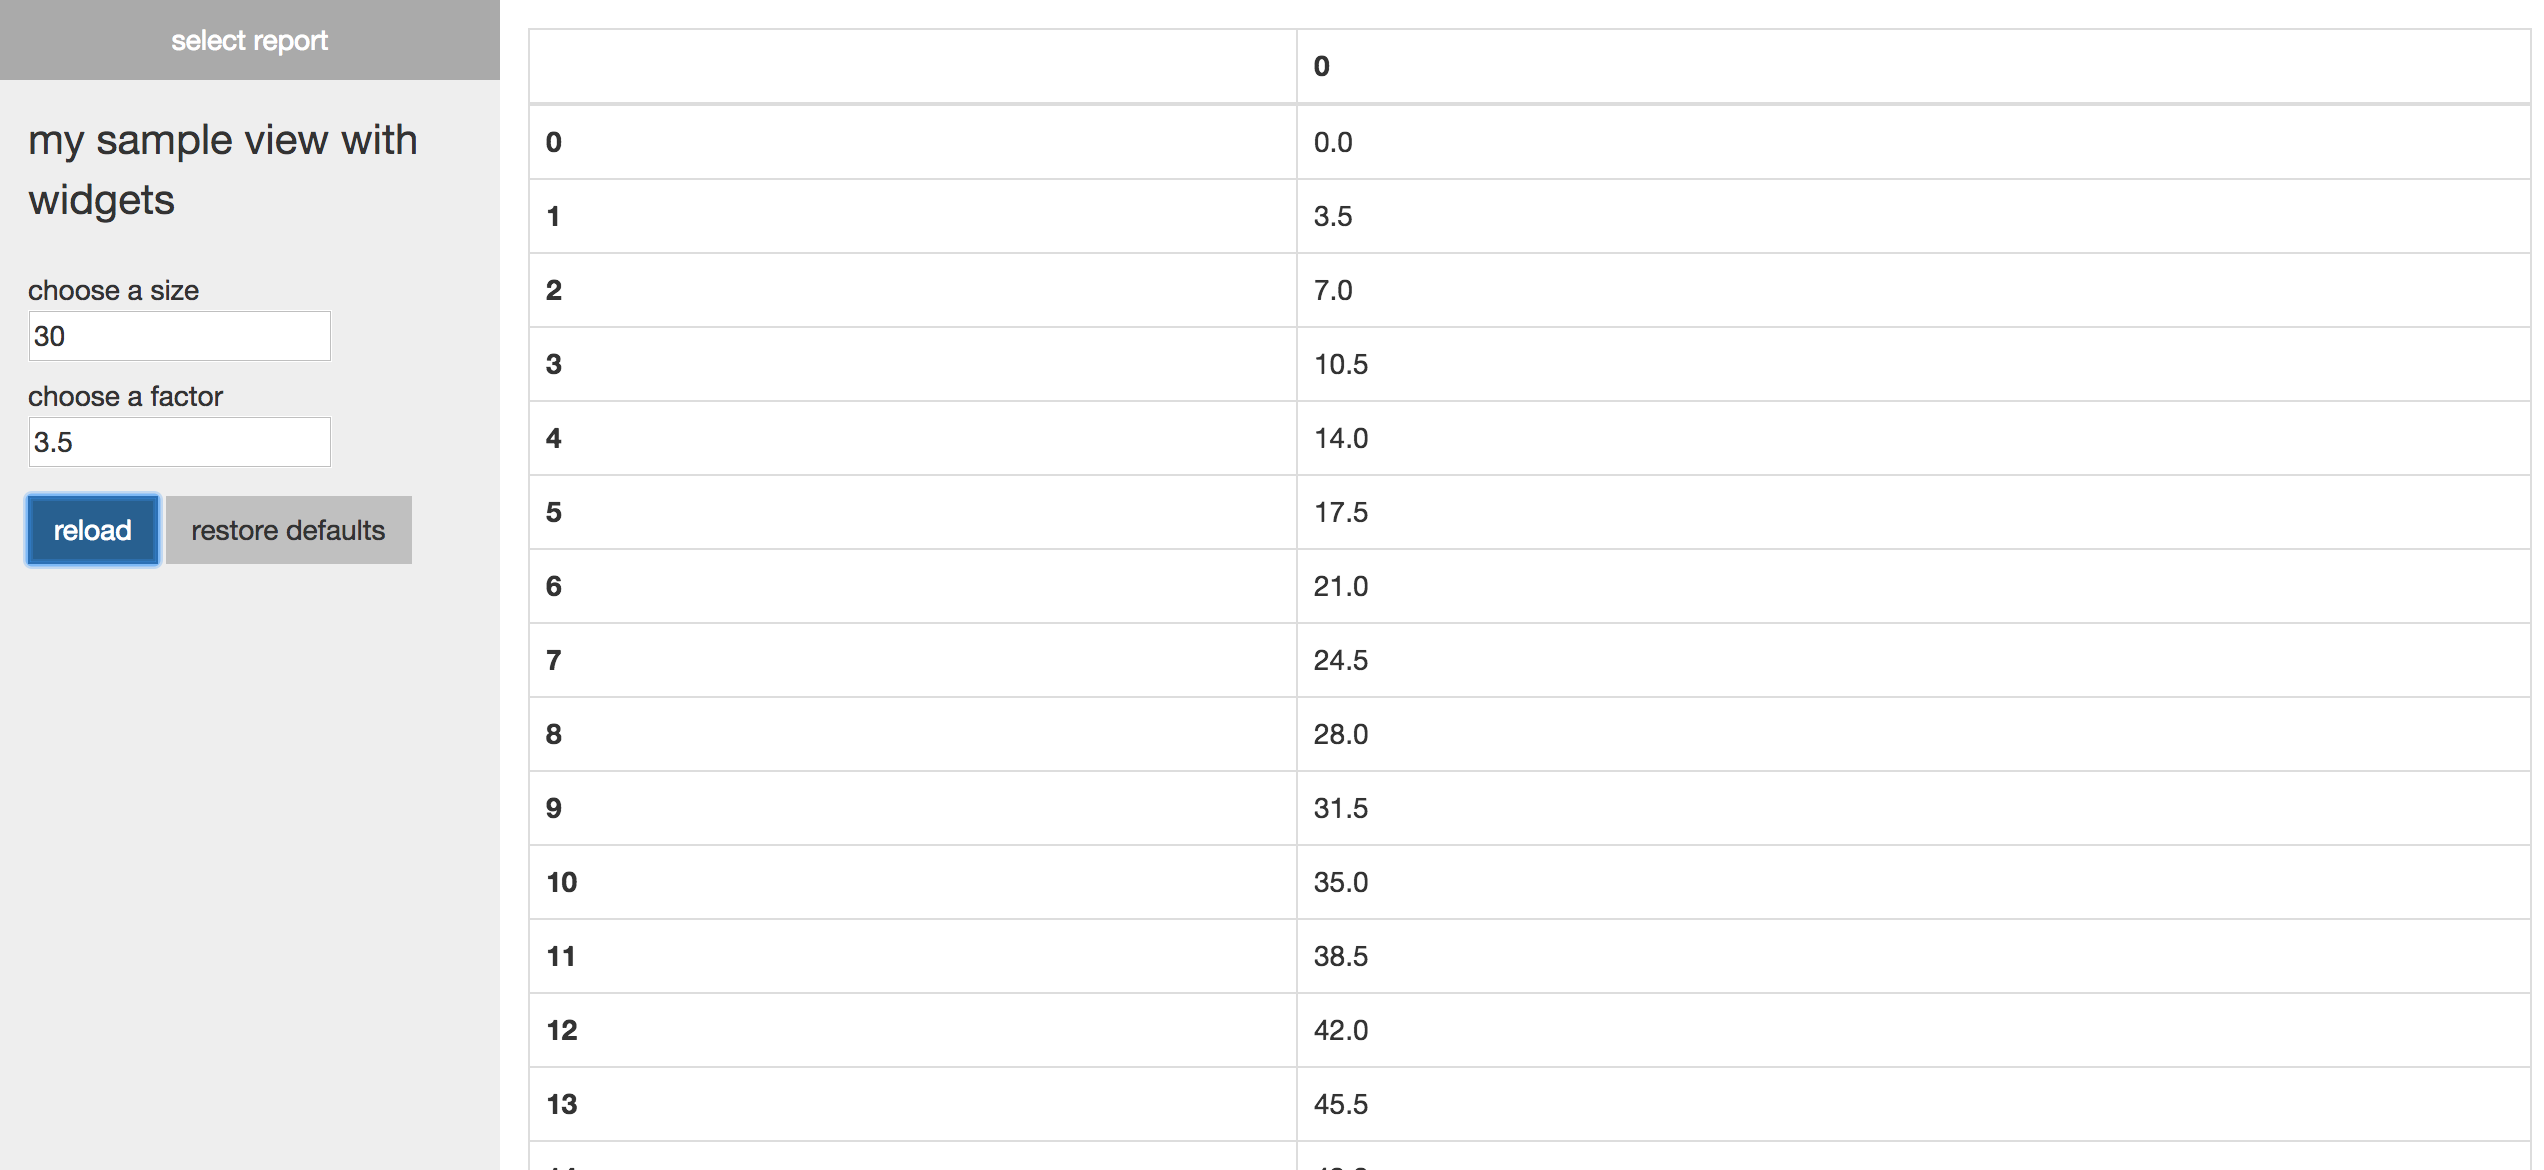 select report
my sample view with
widgets
choose a size
30
choose a factor
3.5
reload restore defaults
0
0 0.0
1 3.5
2 7.0
3 10.5
4 14.0
5 17.5
6 21.0
7 24.5
8 28.0
9 31.5
10 35.0
11 38.5
12 42.0
13 45.5